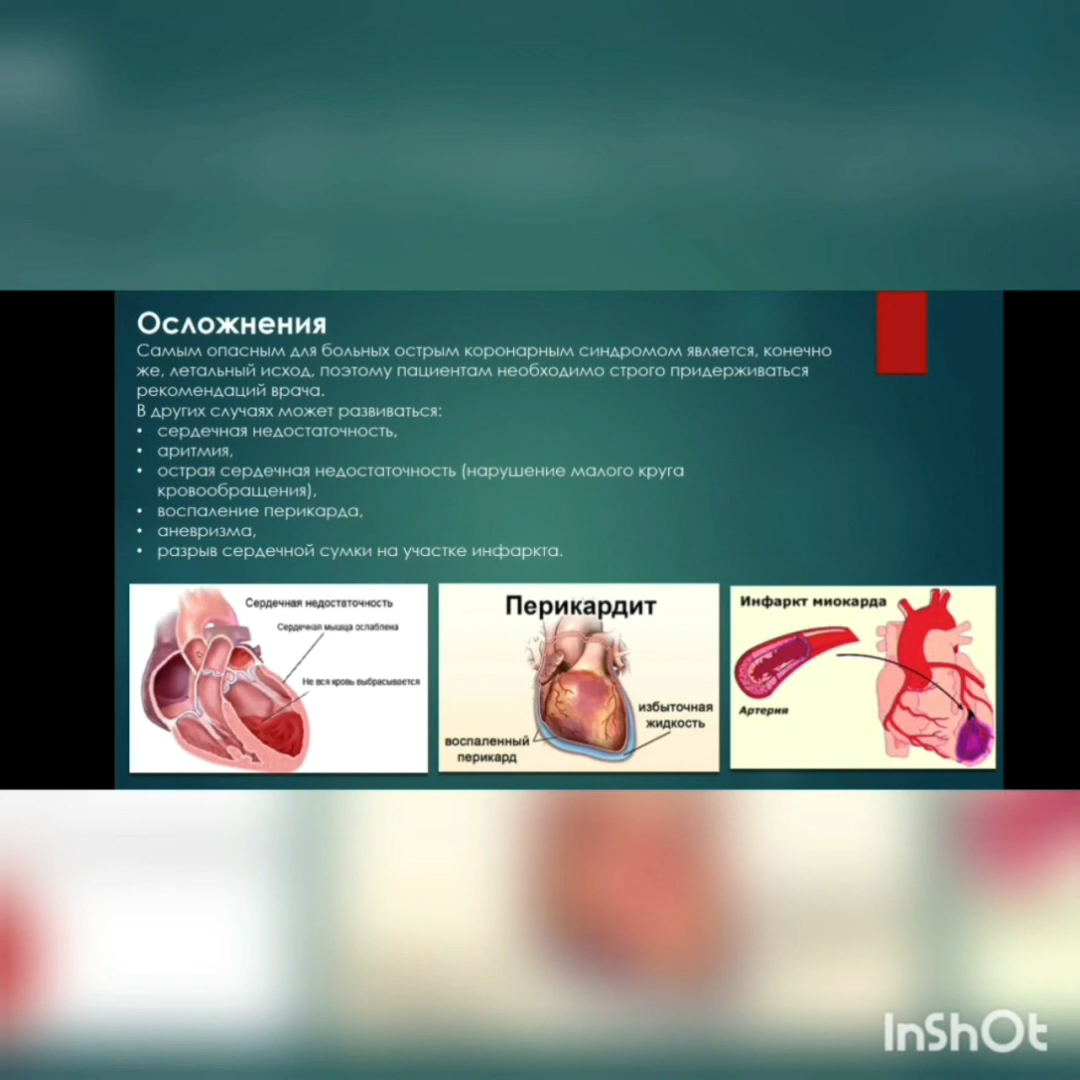 Осложнения
Самым опасным для больных острым коронарным синдромом является, конечно
же, летальный исход, поэтому пациентам необходимо строго придерживаться
рекомендаций врача.
В других случаях может развиваться:
• сердечная недостаточность,
• аритмия,
• острая сердечная недостаточность (нарушение малого круга
кровообращения),
• воспаление перикарда,
• аневризма,
• разрыв сердечной сумки на участке инфаркта.
Сердечная недостаточность
Сердечная мышца ослаблена
Не вся кровь выбрасывается
Перикардит
избыточная
жидкость
воспаленный
перикард
Инфаркт миокарда
Артерия
InShOt